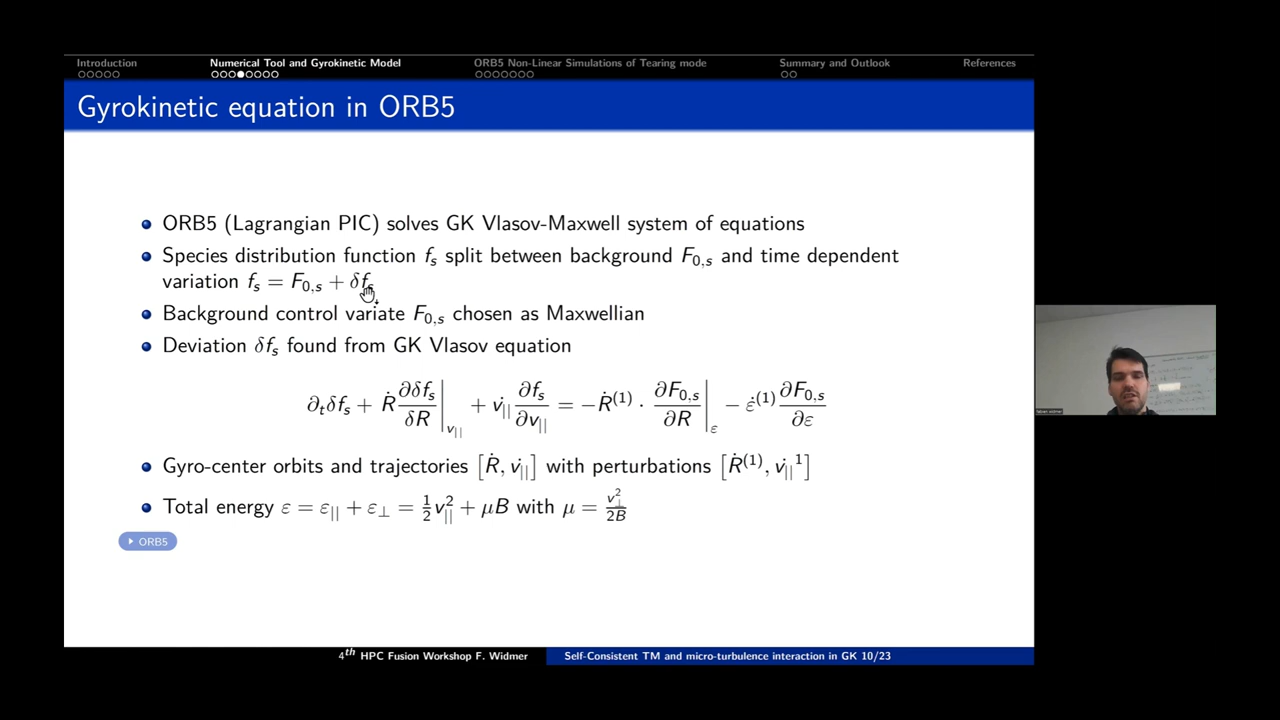 Introduction Numerical Tool and Gyrokinetic Model ORB5 Non-Linear Simulations of Tearing mode Summary and Outlook References
Gyrokinetic equation in ORB5
ORB5 (Lagrangian PIC) solves GK Vlasov-Maxwell system of equations
Species distribution function f_s split between background F_{0,s} and time dependent
variation f_s = F_{0,s} + δf_s
Background control variate F_{0,s} chosen as Maxwellian
Deviation δf_s found from GK Vlasov equation
∂_t δf_s + Ṙ ∂δf_s/δR |_{v_{||}} + v̇_{||} ∂f_s/∂v_{||} = −Ṙ^{(1)} · ∂F_{0,s}/∂R |_ε − ε̇^{(1)} ∂F_{0,s}/∂ε
Gyro-center orbits and trajectories [Ṙ, v̇_{||}] with perturbations [Ṙ^{(1)}, v̇_{||}^1]
Total energy ε = ε_{||} + ε_⊥ = 1/2 v_{||}^2 + μB with μ = v_⊥^2/2B
ORB5
4^{th} HPC Fusion Workshop F. Widmer Self-Consistent TM and micro-turbulence interaction in GK 10/23